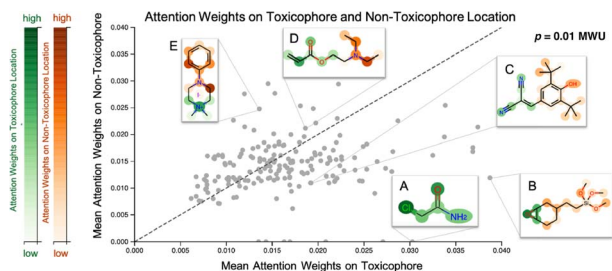 Attention Weights on Toxicophore and Non-Toxicophore Location
high
high
p = 0.01 MWU
E
D
C
A
B
Attention Weights on Toxicophore Location
Attention Weights on Non-Toxicophore Location
low
low
Mean Attention Weights on Non-Toxicophore
0.040
0.035
0.030
0.025
0.020
0.015
0.010
0.005
0.000
0.000
0.005
0.010
0.015
0.020
0.025
0.030
0.035
0.040
Mean Attention Weights on Toxicophore
NH2